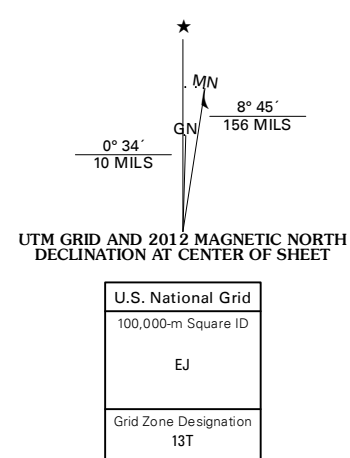 MN
GN
8° 45´
156 MILS
0° 34´
10 MILS
UTM GRID AND 2012 MAGNETIC NORTH
DECLINATION AT CENTER OF SHEET
U.S. National Grid
100,000-m Square ID
EJ
Grid Zone Designation
13T